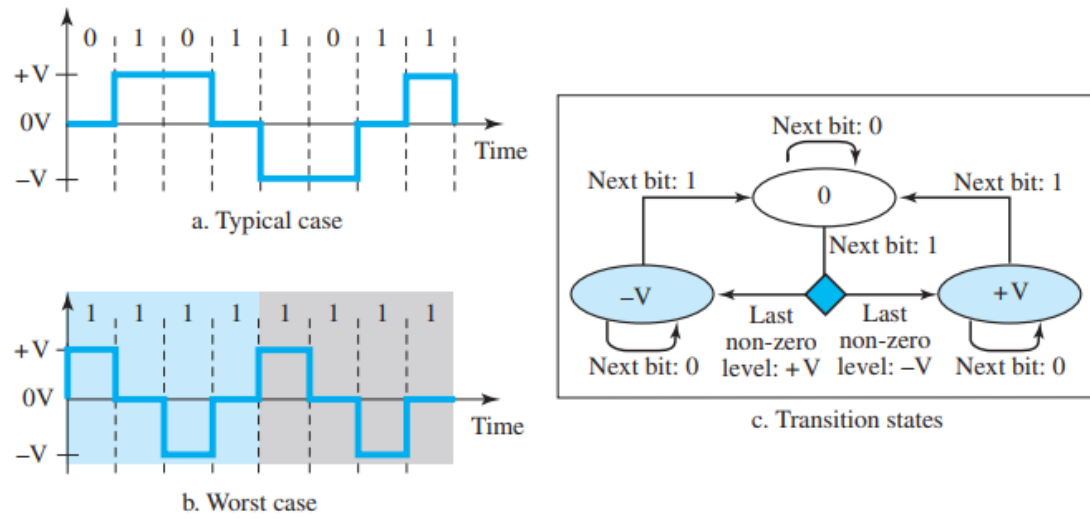 0 1 0 1 1 0 1 1
+V
0V
Time
–V
a. Typical case
1 1 1 1 1 1 1 1
+V
0V
Time
–V
b. Worst case
Next bit: 0
Next bit: 1
0
Next bit: 1
Next bit: 1
–V
+V
Last
non-zero
level: +V
Last
non-zero
level: –V
Next bit: 0
Next bit: 0
c. Transition states